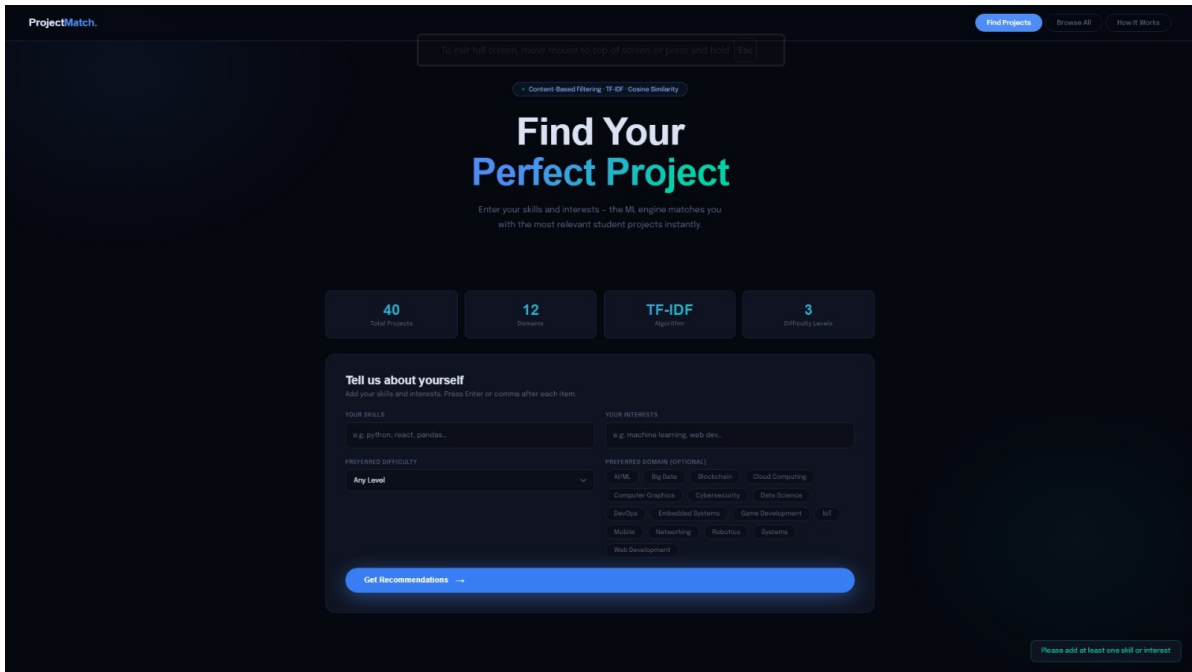 ProjectMatch.
Find Projects
Browse All
How It Works
To exit full screen, move mouse to top of screen or press and hold Esc
Content-Based Filtering · TF-IDF · Cosine Similarity
Find Your
Perfect Project
Enter your skills and interests – the ML engine matches you
with the most relevant student projects instantly.
40
Total Projects
12
Domains
TF-IDF
Algorithm
3
Difficulty Levels
Tell us about yourself
Add your skills and interests. Press Enter or comma after each item.
YOUR SKILLS
e.g. python, react, pandas...
YOUR INTERESTS
e.g. machine learning, web dev...
PREFERRED DIFFICULTY
Any Level
PREFERRED DOMAIN (OPTIONAL)
AI/ML Big Data Blockchain Cloud Computing
Computer Graphics Cybersecurity Data Science
DevOps Embedded Systems Game Development IoT
Mobile Networking Robotics Systems
Web Development
Get Recommendations →
Please add at least one skill or interest